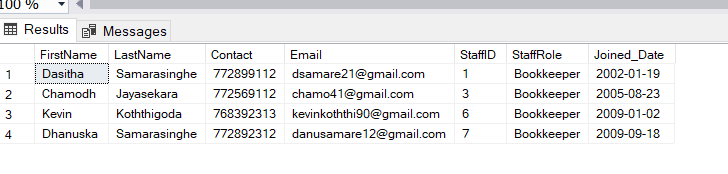 100 %
Results Messages
FirstName LastName Contact Email StaffID StaffRole Joined_Date
1 Dasitha Samarasinghe 772899112 dsamare21@gmail.com 1 Bookkeeper 2002-01-19
2 Chamodh Jayasekara 772569112 chamo41@gmail.com 3 Bookkeeper 2005-08-23
3 Kevin Koththigoda 768392313 kevinkoththi90@gmail.com 6 Bookkeeper 2009-01-02
4 Dhanuska Samarasinghe 772892312 danusamare12@gmail.com 7 Bookkeeper 2009-09-18